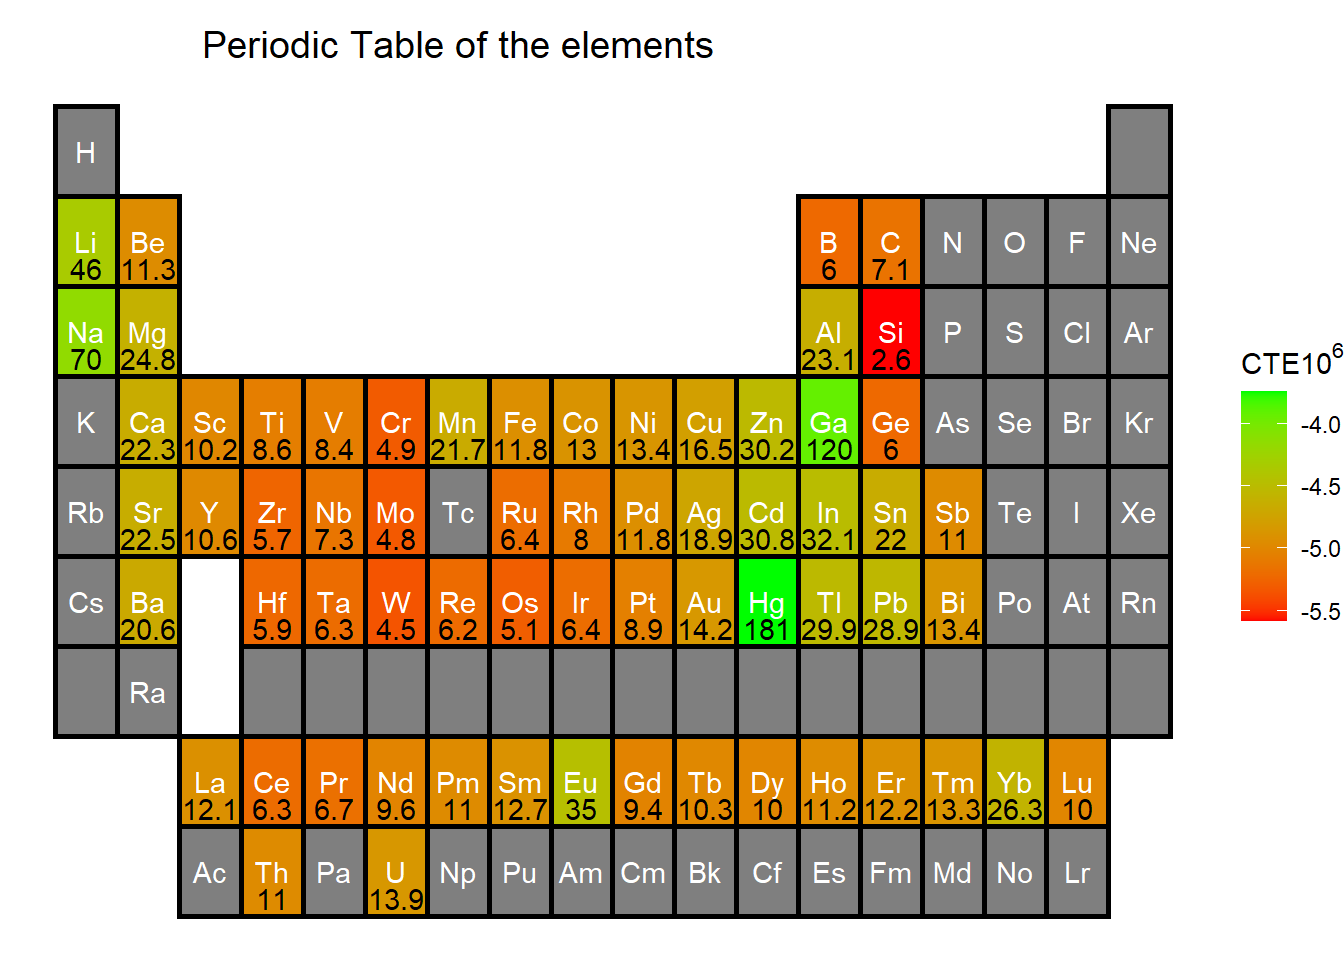 Periodic Table of the elements
H
Li Be B C N O F Ne
46 11.3 6 7.1
Na Mg Al Si P S Cl Ar
70 24.8 23.1 2.6
CTE10⁶
K Ca Sc Ti V Cr Mn Fe Co Ni Cu Zn Ga Ge As Se Br Kr
22.3 10.2 8.6 8.4 4.9 21.7 11.8 13 13.4 16.5 30.2 120 6
-4.0
-4.5
Rb Sr Y Zr Nb Mo Tc Ru Rh Pd Ag Cd In Sn Sb Te I Xe
22.5 10.6 5.7 7.3 4.8 6.4 8 11.8 18.9 30.8 32.1 22 11
-5.0
Cs Ba Hf Ta W Re Os Ir Pt Au Hg Tl Pb Bi Po At Rn
-5.5
20.6 5.9 6.3 4.5 6.2 5.1 6.4 8.9 14.2 181 29.9 28.9 13.4
Ra
La Ce Pr Nd Pm Sm Eu Gd Tb Dy Ho Er Tm Yb Lu
12.1 6.3 6.7 9.6 11 12.7 35 9.4 10.3 10 11.2 12.2 13.3 26.3 10
Ac Th Pa U Np Pu Am Cm Bk Cf Es Fm Md No Lr
11 13.9